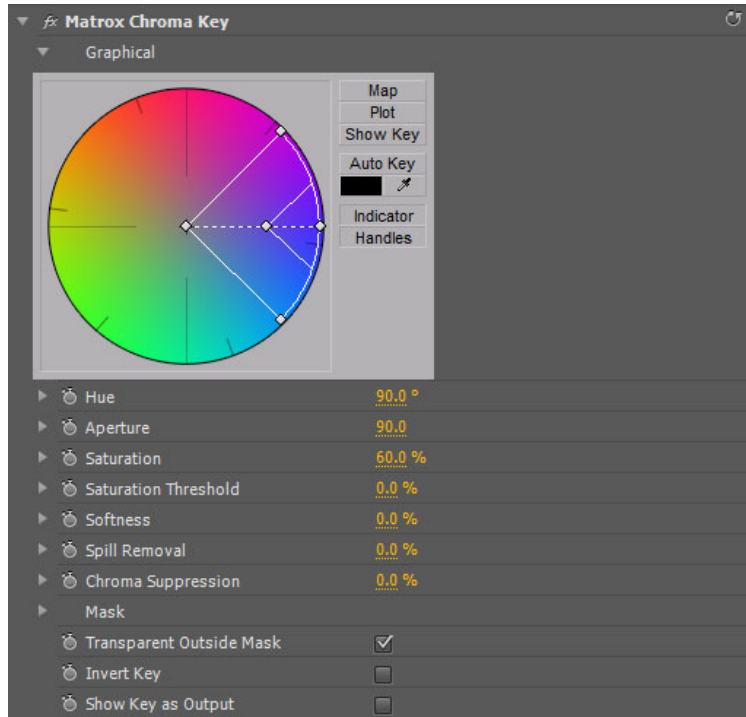 fx Matrox Chroma Key
Graphical
Map
Plot
Show Key
Auto Key
Indicator
Handles
Hue 90.0 °
Aperture 90.0
Saturation 60.0 %
Saturation Threshold 0.0 %
Softness 0.0 %
Spill Removal 0.0 %
Chroma Suppression 0.0 %
Mask
Transparent Outside Mask
Invert Key
Show Key as Output